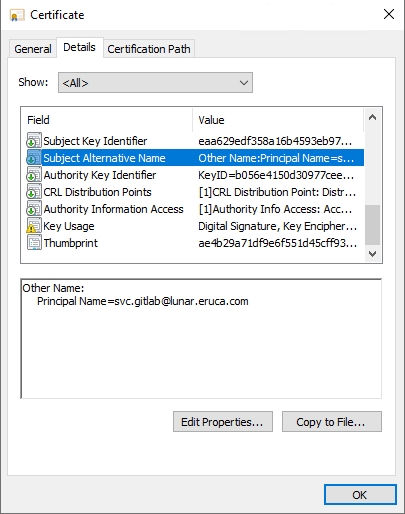 Certificate
General Details Certification Path
Show: <All>
Field Value
Subject Key Identifier eaa629edf358a16b4593eb97...
Subject Alternative Name Other Name:Principal Name=s...
Authority Key Identifier KeyID=b056e4150d30977cee...
CRL Distribution Points [1]CRL Distribution Point: Distr...
Authority Information Access [1]Authority Info Access: Acc...
Key Usage Digital Signature, Key Encipher...
Thumbprint ae4b29a71df9e6f551d45cff93...
Other Name:
Principal Name=svc.gitlab@lunar.eruca.com
Edit Properties... Copy to File...
OK